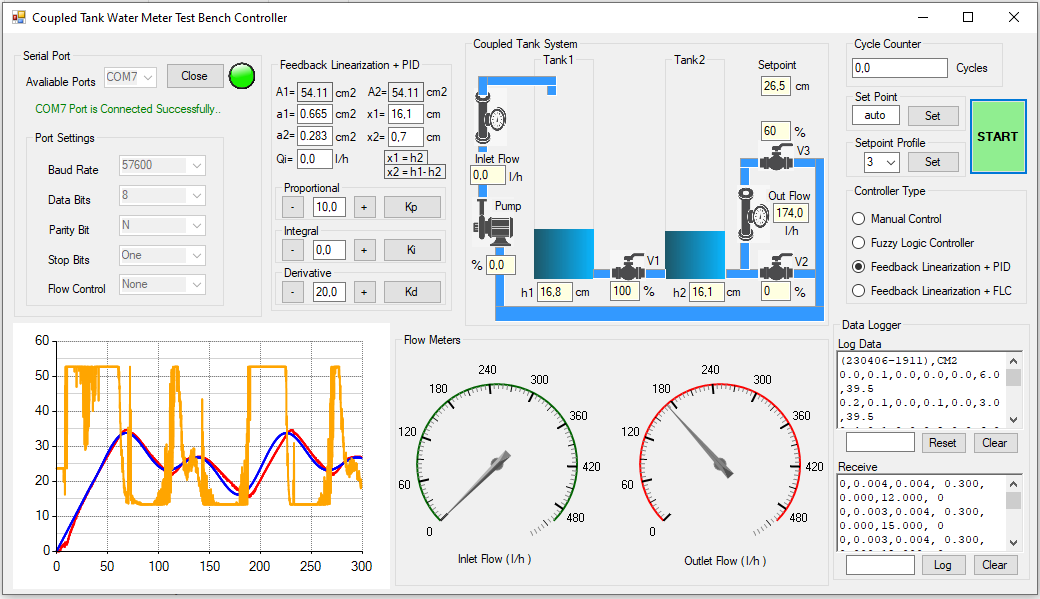 Coupled Tank Water Meter Test Bench Controller
Serial Port
Avaliable Ports COM7 Close
COM7 Port is Connected Successfully..
Port Settings
Baud Rate 57600
Data Bits 8
Parity Bit N
Stop Bits One
Flow Control None
Feedback Linearization + PID
A1= 54.11 cm2 A2= 54.11 cm2
a1= 0.665 cm2 x1= 16,1 cm
a2= 0.283 cm2 x2= 0,7 cm
Qi= 0,0 l/h x1 = h2
x2 = h1- h2
Proportional
- 10,0 + Kp
Integral
- 0,0 + Ki
Derivative
- 20,0 + Kd
Coupled Tank System
Tank1 Tank2
Setpoint
26,5 cm
60 %
V3
Inlet Flow
0,0 l/h
Pump
% 0,0
Out Flow
174,0
l/h
V1 V2
h1 16,8 cm 100 % h2 16,1 cm 0 %
Cycle Counter
0,0 Cycles
Set Point
auto Set
START
Setpoint Profile
3 Set
Controller Type
Manual Control
Fuzzy Logic Controller
Feedback Linearization + PID
Feedback Linearization + FLC
60
50
40
30
20
10
0
0 50 100 150 200 250 300
Flow Meters
0 60 120 180 240 300 360 420 480
Inlet Flow ( l/h )
0 60 120 180 240 300 360 420 480
Outlet Flow ( l/h )
Data Logger
Log Data
(230406-1911),CM2
0.0,0.1,0.0,0.0,0.0,6.0
,39.5
0.2,0.1,0.0,0.1,0.0,3.0
,39.5
Reset Clear
Receive
0,0.004,0.004, 0.300,
0.000,12.000, 0
0,0.003,0.004, 0.300,
0.000,15.000, 0
0,0.003,0.004, 0.300,
Log Clear